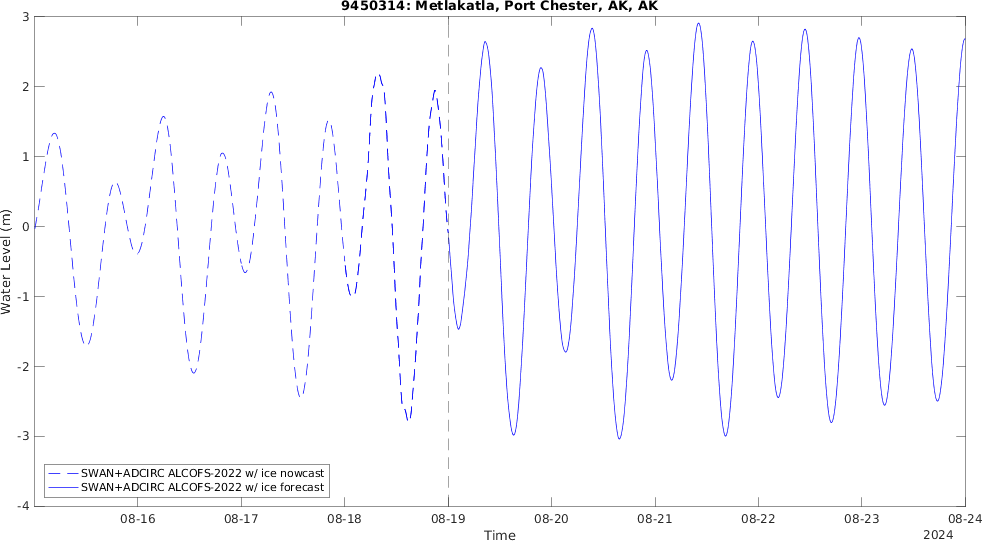 9450314: Metlakatla, Port Chester, AK, AK
3
2
1
0
-1
-2
-3
-4
Water Level (m)
SWAN+ADCIRC ALCOFS-2022 w/ ice nowcast
SWAN+ADCIRC ALCOFS-2022 w/ ice forecast
08-16 08-17 08-18 08-19 08-20 08-21 08-22 08-23 08-24
Time
2024